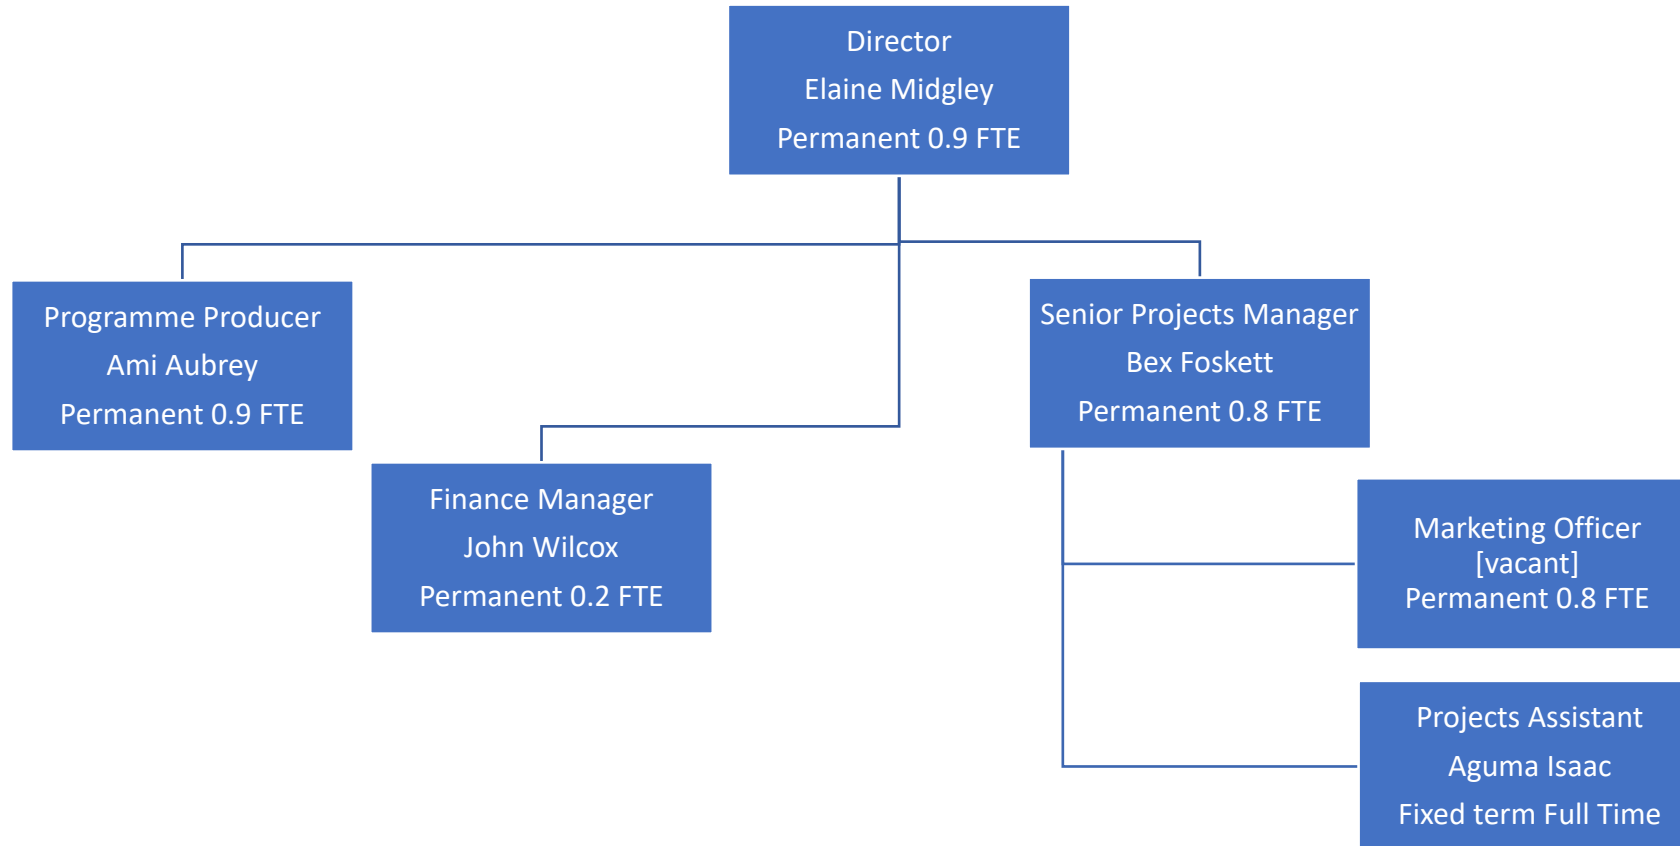 Director
Elaine Midgley
Permanent 0.9 FTE
Programme Producer
Ami Aubrey
Permanent 0.9 FTE
Finance Manager
John Wilcox
Permanent 0.2 FTE
Senior Projects Manager
Bex Foskett
Permanent 0.8 FTE
Marketing Officer
[vacant]
Permanent 0.8 FTE
Projects Assistant
Aguma Isaac
Fixed term Full Time